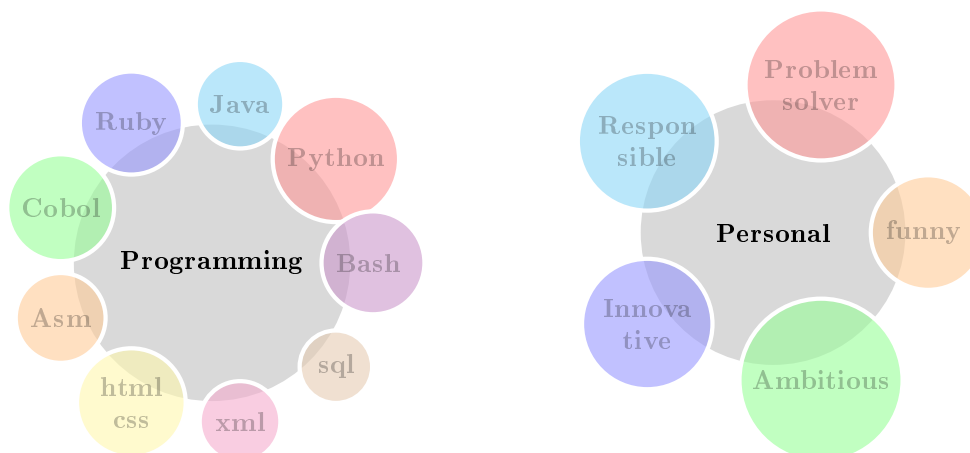 Programming
Python
Java
Ruby
Cobol
Asm
html
css
xml
sql
Bash
Personal
funny
Problem
solver
Respon
sible
Innova
tive
Ambitious